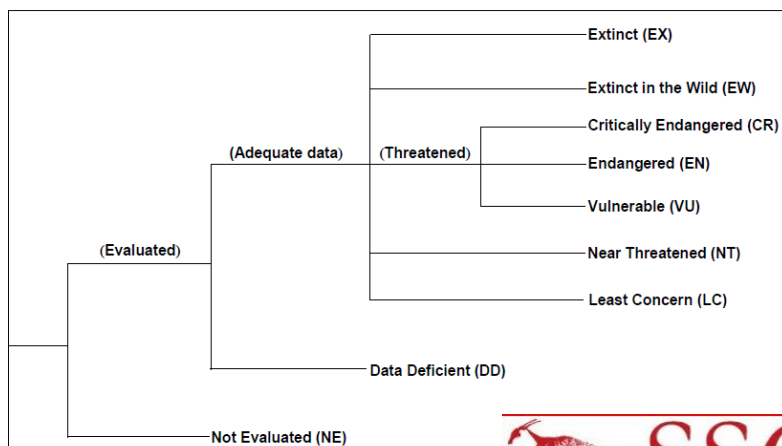 Extinct (EX)
Extinct in the Wild (EW)
Critically Endangered (CR)
(Adequate data) (Threatened) Endangered (EN)
Vulnerable (VU)
(Evaluated) Near Threatened (NT)
Least Concern (LC)
Data Deficient (DD)
Not Evaluated (NE)